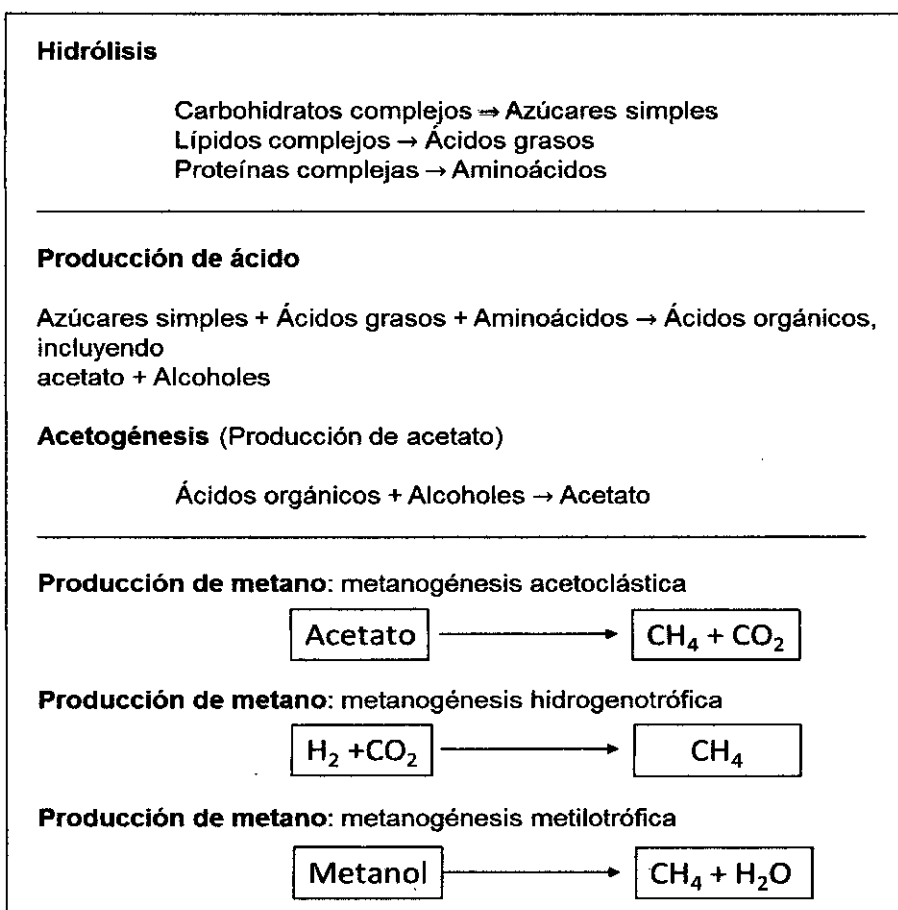 Hidrólisis
Carbohidratos complejos → Azúcares simples
Lípidos complejos → Ácidos grasos
Proteínas complejas → Aminoácidos
Producción de ácido
Azúcares simples + Ácidos grasos + Aminoácidos → Ácidos orgánicos,
incluyendo
acetato + Alcoholes
Acetogénesis (Producción de acetato)
Ácidos orgánicos + Alcoholes → Acetato
Producción de metano: metanogénesis acetoclástica
Acetato → CH₄ + CO₂
Producción de metano: metanogénesis hidrogenotrófica
H₂ +CO₂ → CH₄
Producción de metano: metanogénesis metilotrófica
Metanol → CH₄ + H₂O